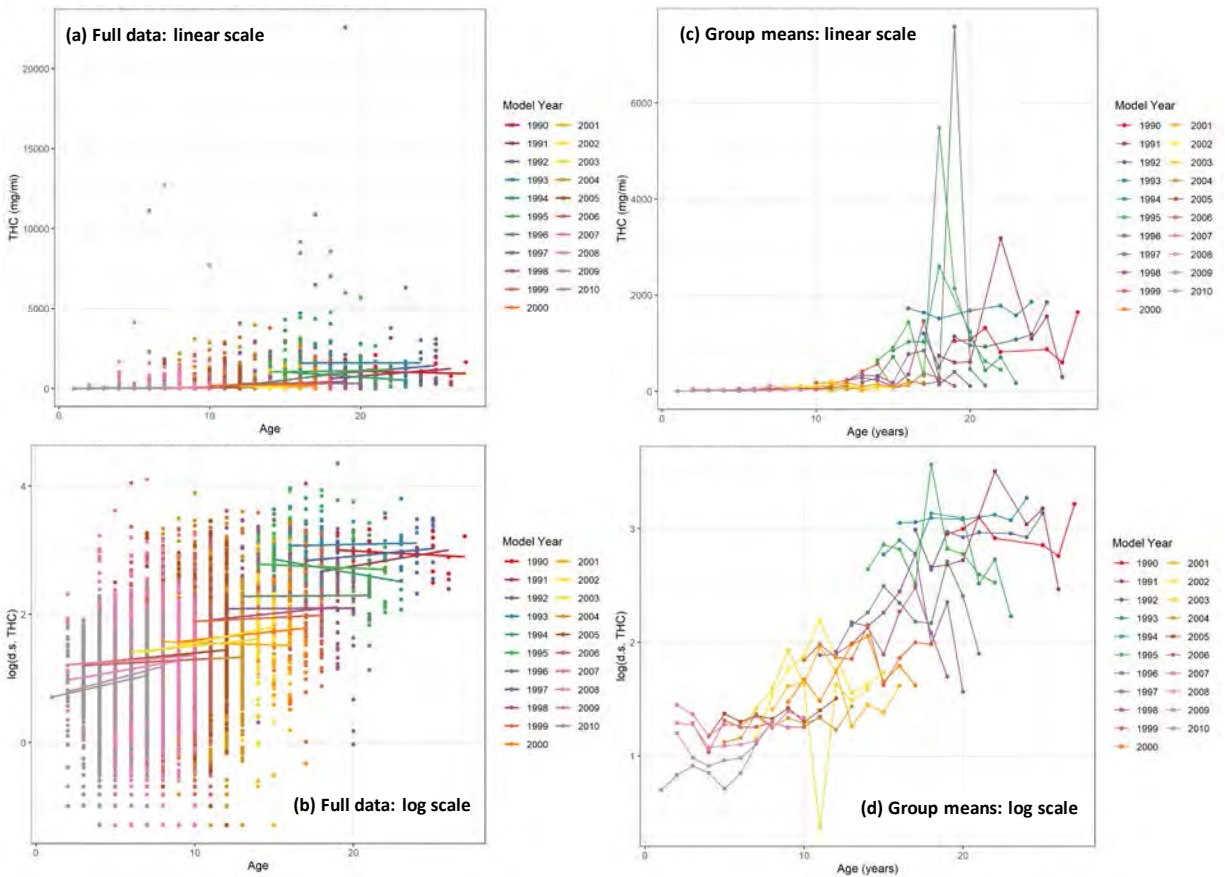 (a) Full data: linear scale
THC (mg/mi)
20000
15000
10000
5000
0
0 10 20
Age
Model Year
1990 2001
1991 2002
1992 2003
1993 2004
1994 2005
1995 2006
1996 2007
1997 2008
1998 2009
1999 2010
2000
(c) Group means: linear scale
THC (mg/mi)
6000
4000
2000
0
0 10 20
Age (years)
Model Year
1990 2001
1991 2002
1992 2003
1993 2004
1994 2005
1995 2006
1996 2007
1997 2008
1998 2009
1999 2010
2000
(b) Full data: log scale
log(d.s. THC)
4
2
0
0 10 20
Age
Model Year
1990 2001
1991 2002
1992 2003
1993 2004
1994 2005
1995 2006
1996 2007
1997 2008
1998 2009
1999 2010
2000
(d) Group means: log scale
log(d.s. THC)
3
2
1
0 10 20
Age (years)
Model Year
1990 2001
1991 2002
1992 2003
1993 2004
1994 2005
1995 2006
1996 2007
1997 2008
1998 2009
1999 2010
2000